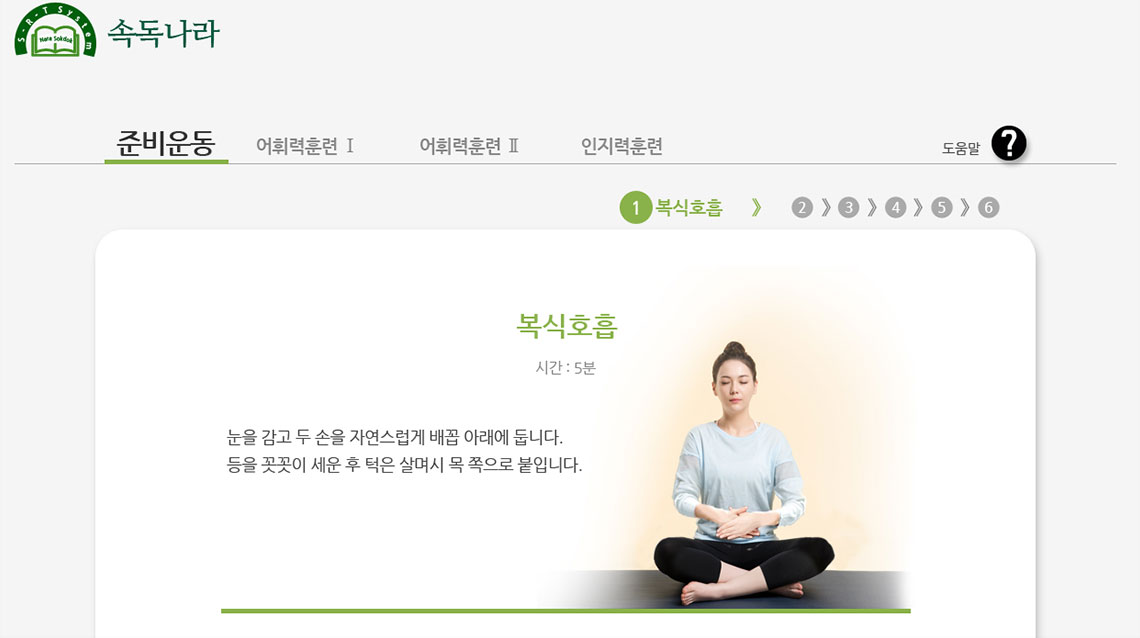 S-R-T System
Nara Sokdok
속독나라
준비운동
어휘력훈련 Ⅰ
어휘력훈련 Ⅱ
인지력훈련
도움말 ?
1 복식호흡 》 2 》 3 》 4 》 5 》 6
복식호흡
시간 : 5분
눈을 감고 두 손을 자연스럽게 배꼽 아래에 둡니다.
등을 꼿꼿이 세운 후 턱은 살며시 목 쪽으로 붙입니다.